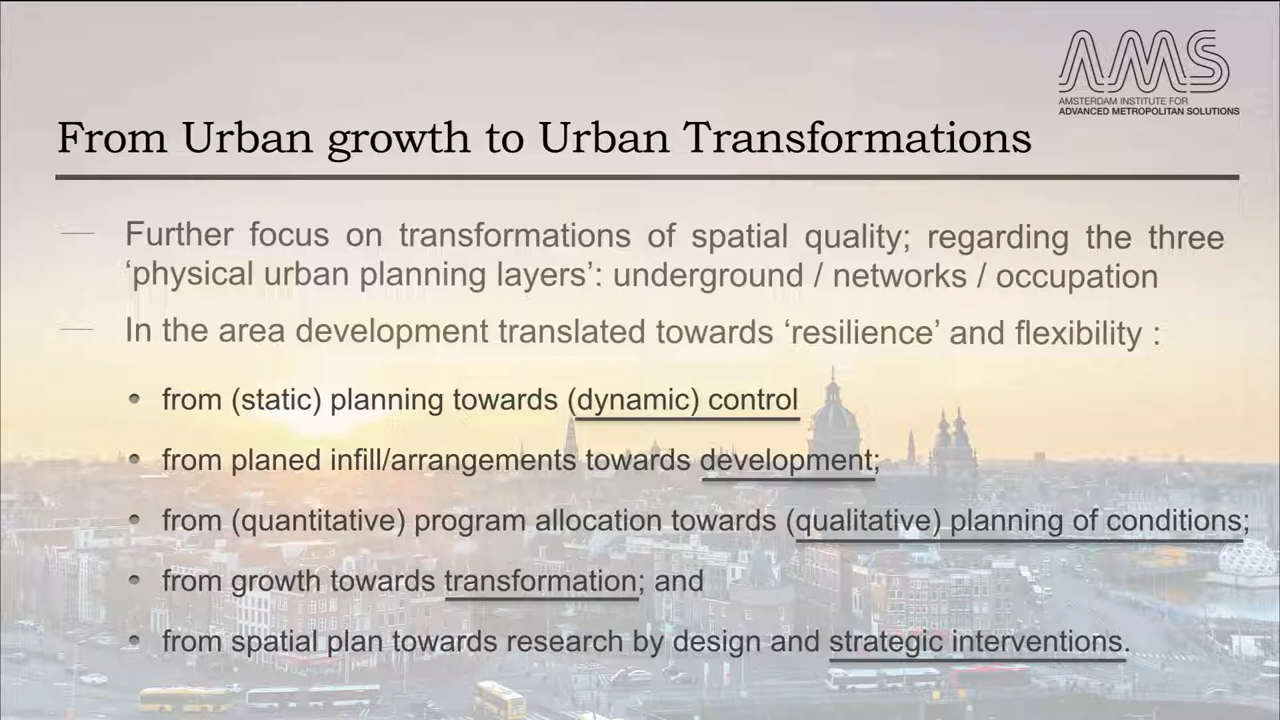 AMS
AMSTERDAM INSTITUTE FOR
ADVANCED METROPOLITAN SOLUTIONS
From Urban growth to Urban Transformations
— Further focus on transformations of spatial quality; regarding the three
‘physical urban planning layers’: underground / networks / occupation
— In the area development translated towards ‘resilience’ and flexibility :
• from (static) planning towards (dynamic) control
• from planed infill/arrangements towards development;
• from (quantitative) program allocation towards (qualitative) planning of conditions;
• from growth towards transformation; and
• from spatial plan towards research by design and strategic interventions.